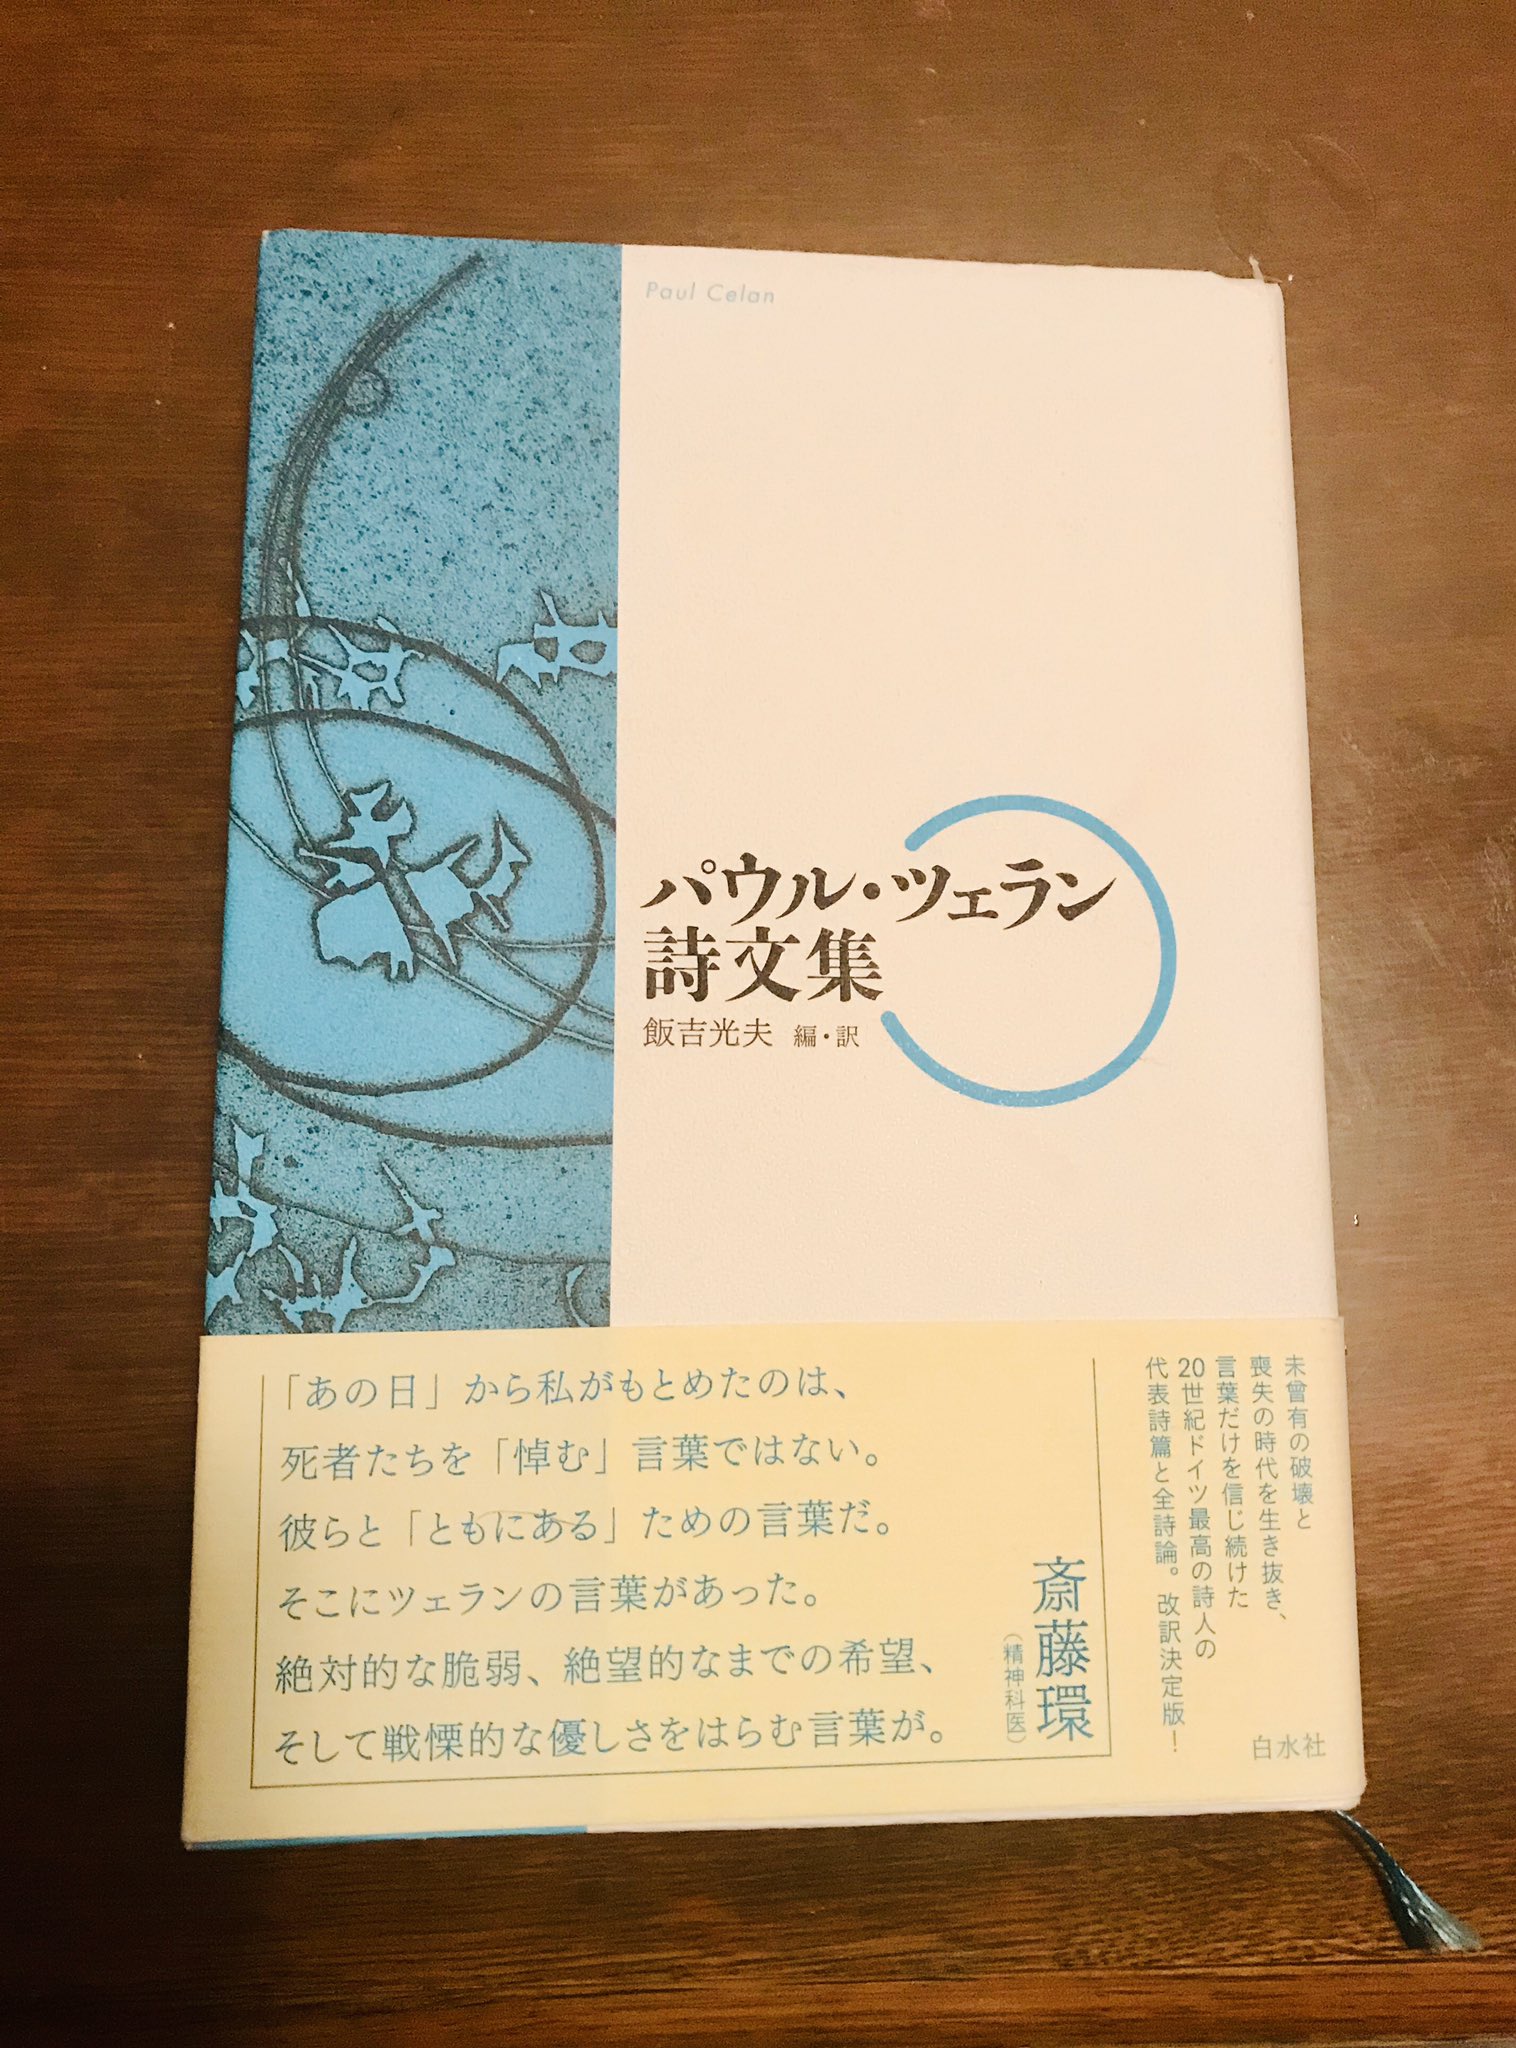 Paul Celan
パウル・ツェラン
詩文集
飯吉光夫 編・訳
「あの日」から私がもとめたのは、
死者たちを「悼む」言葉ではない。
彼らと「ともにある」ための言葉だ。
そこにツェランの言葉があった。
絶対的な脆弱、絶望的なまでの希望、
そして戦慄的な優しさをはらむ言葉が。
斎藤環
(精神科医)
未曾有の破壊と
喪失の時代を生き抜き、
言葉だけを信じ続けた
20世紀ドイツ最高の詩人の
代表詩篇と全詩論。改訳決定版!
白水社